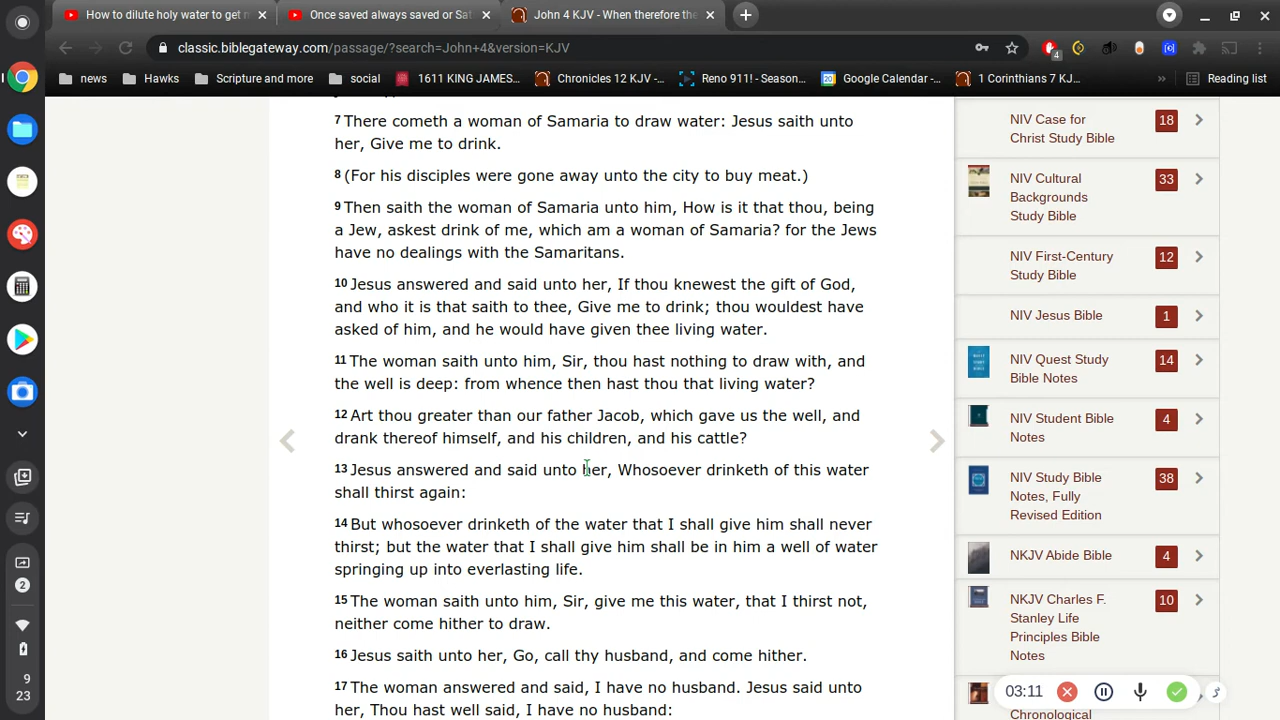 How to dilute holy water to get
Once saved always saved or Sat
John 4 KJV - When therefore the
classic.biblegateway.com/passage/?search=John+4&version=KJV
4
news
Hawks
Scripture and more
social
1611 KING JAMES...
Chronicles 12 KJV -...
Reno 911! - Season...
Google Calendar -...
1 Corinthians 7 KJ...
Reading list
7 There cometh a woman of Samaria to draw water: Jesus saith unto
her, Give me to drink.
8 (For his disciples were gone away unto the city to buy meat.)
9 Then saith the woman of Samaria unto him, How is it that thou, being
a Jew, askest drink of me, which am a woman of Samaria? for the Jews
have no dealings with the Samaritans.
10 Jesus answered and said unto her, If thou knewest the gift of God,
and who it is that saith to thee, Give me to drink; thou wouldest have
asked of him, and he would have given thee living water.
11 The woman saith unto him, Sir, thou hast nothing to draw with, and
the well is deep: from whence then hast thou that living water?
12 Art thou greater than our father Jacob, which gave us the well, and
drank thereof himself, and his children, and his cattle?
13 Jesus answered and said unto her, Whosoever drinketh of this water
shall thirst again:
14 But whosoever drinketh of the water that I shall give him shall never
thirst; but the water that I shall give him shall be in him a well of water
springing up into everlasting life.
15 The woman saith unto him, Sir, give me this water, that I thirst not,
neither come hither to draw.
16 Jesus saith unto her, Go, call thy husband, and come hither.
17 The woman answered and said, I have no husband. Jesus said unto
her, Thou hast well said, I have no husband:
NIV Case for
Christ Study Bible
18
NIV Cultural
Backgrounds
Study Bible
33
NIV First-Century
Study Bible
12
NIV Jesus Bible
1
NIV Quest Study
Bible Notes
14
NIV Student Bible
Notes
4
NIV Study Bible
Notes, Fully
Revised Edition
38
NKJV Abide Bible
4
NKJV Charles F.
Stanley Life
Principles Bible
Notes
10
Chronological
03:11
2
9
23